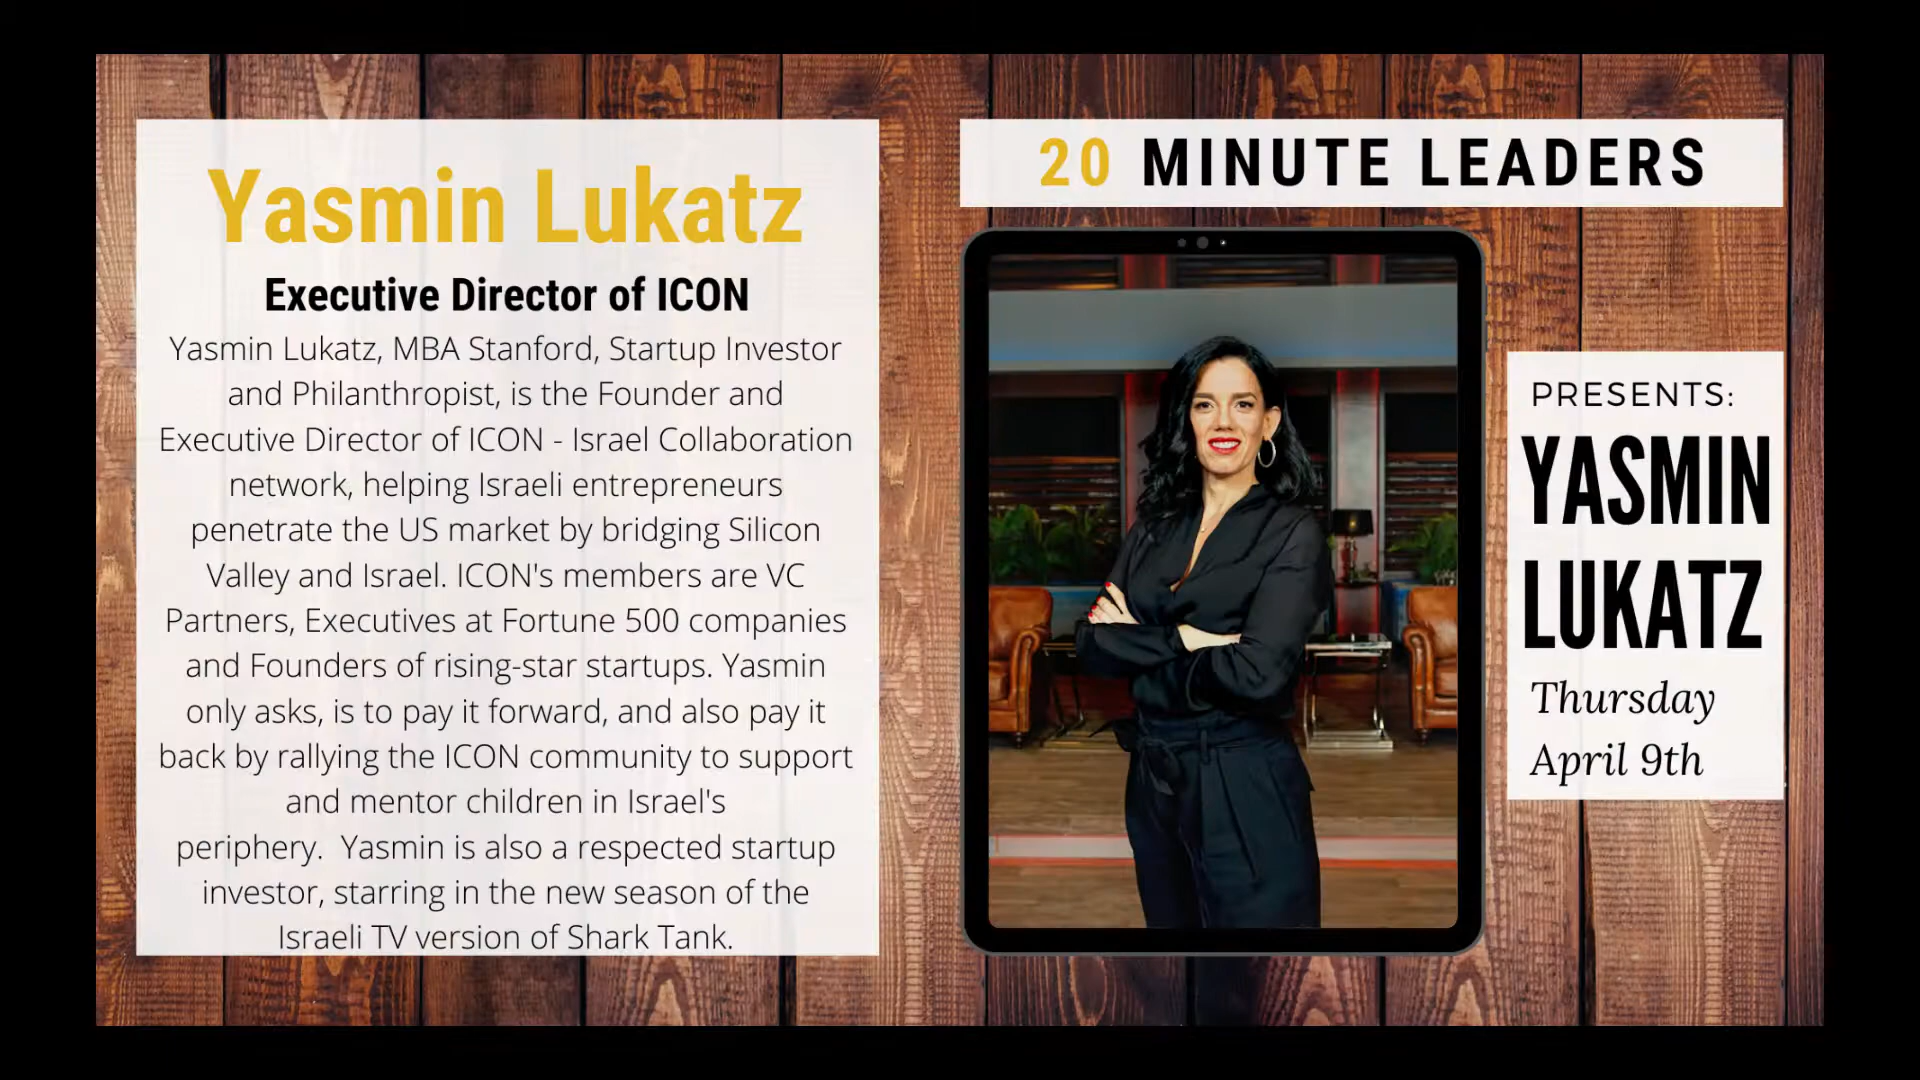 Yasmin Lukatz
Executive Director of ICON
Yasmin Lukatz, MBA Stanford, Startup Investor
and Philanthropist, is the Founder and
Executive Director of ICON - Israel Collaboration
network, helping Israeli entrepreneurs
penetrate the US market by bridging Silicon
Valley and Israel. ICON's members are VC
Partners, Executives at Fortune 500 companies
and Founders of rising-star startups. Yasmin
only asks, is to pay it forward, and also pay it
back by rallying the ICON community to support
and mentor children in Israel's
periphery.  Yasmin is also a respected startup
investor, starring in the new season of the
Israeli TV version of Shark Tank.
20 MINUTE LEADERS
PRESENTS:
YASMIN
LUKATZ
Thursday
April 9th